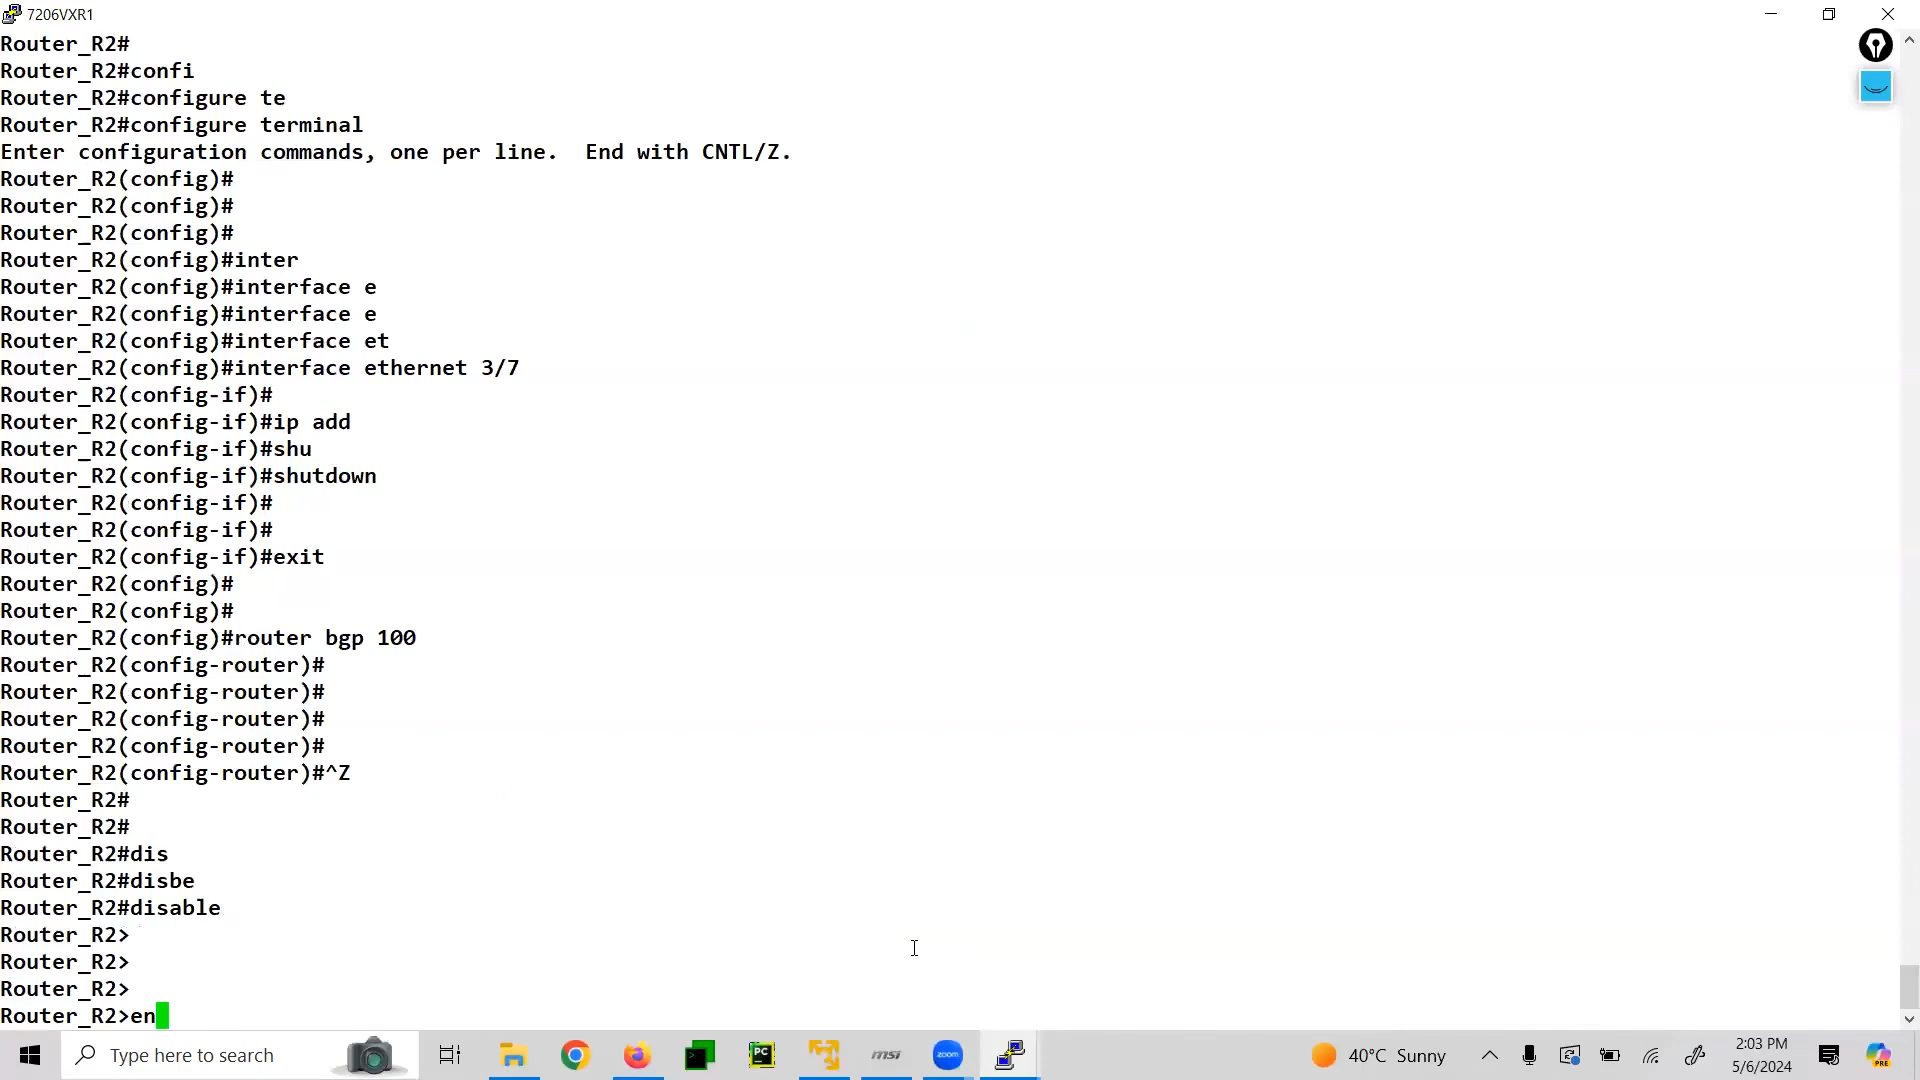 7206VXR1
Router_R2#
Router_R2#confi
Router_R2#configure te
Router_R2#configure terminal
Enter configuration commands, one per line.  End with CNTL/Z.
Router_R2(config)#
Router_R2(config)#
Router_R2(config)#
Router_R2(config)#inter
Router_R2(config)#interface e
Router_R2(config)#interface e
Router_R2(config)#interface et
Router_R2(config)#interface ethernet 3/7
Router_R2(config-if)#
Router_R2(config-if)#ip add
Router_R2(config-if)#shu
Router_R2(config-if)#shutdown
Router_R2(config-if)#
Router_R2(config-if)#
Router_R2(config-if)#exit
Router_R2(config)#
Router_R2(config)#
Router_R2(config)#router bgp 100
Router_R2(config-router)#
Router_R2(config-router)#
Router_R2(config-router)#
Router_R2(config-router)#
Router_R2(config-router)#^Z
Router_R2#
Router_R2#
Router_R2#dis
Router_R2#disbe
Router_R2#disable
Router_R2>
Router_R2>
Router_R2>
Router_R2>en
Type here to search
PC
msi
zoom
40°C Sunny
2:03 PM
5/6/2024
PRE